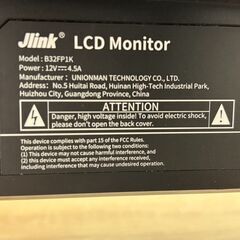 Jlink® LCD Monitor
Model : B32FP1K
Power : 12V⎓4.5A
Manufacturer : UNIONMAN TECHNOLOGY CO., LTD.
Address : No.5 Huitai Road, Huinan High-Tech Industrial Park,
Huizhou City, Guangdong Province, China
ATTENTION
Danger, high voltage inside! To avoid electric shock,
please don't open the back cover.
This device complies with part 15 of the FCC Rules.
Operation is subject to the following two conditions:
(1) This device may not cause harmful interference, and
(2) this device must accept any interference received,
including interference that may cause undesired operation.